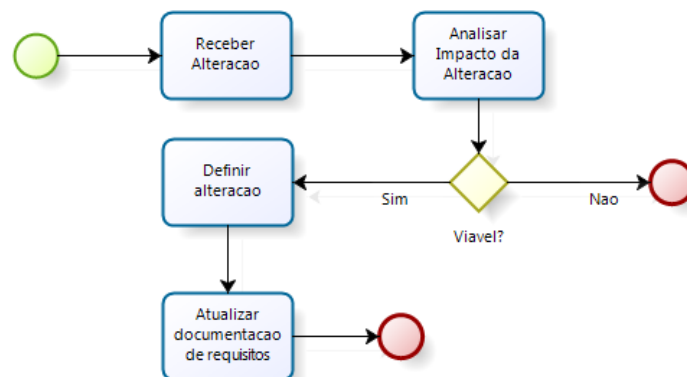 Receber
Alteracao
Analisar
Impacto da
Alteracao
Definir
alteracao
Sim
Nao
Viavel?
Atualizar
documentacao
de requisitos